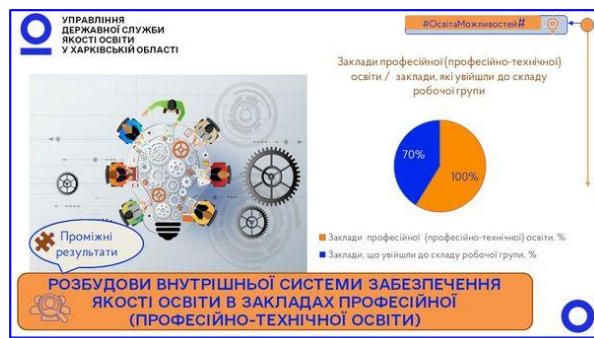 УПРАВЛІННЯ
ДЕРЖАВНОЇ СЛУЖБИ
ЯКОСТІ ОСВІТИ
У ХАРКІВСЬКІЙ ОБЛАСТІ
#ОсвітаМожливостей#
Заклади професійної (професійно-технічної)
освіти / заклади, які увійшли до складу
робочої групи
70%
100%
Заклади професійної (професійно-технічної) освіти, %
Заклади, що увійшли до складу робочої групи, %
Проміжні
результати
РОЗБУДОВИ ВНУТРІШНЬОЇ СИСТЕМИ ЗАБЕЗПЕЧЕННЯ
ЯКОСТІ ОСВІТИ В ЗАКЛАДАХ ПРОФЕСІЙНОЇ
(ПРОФЕСІЙНО-ТЕХНІЧНОЇ ОСВІТИ)